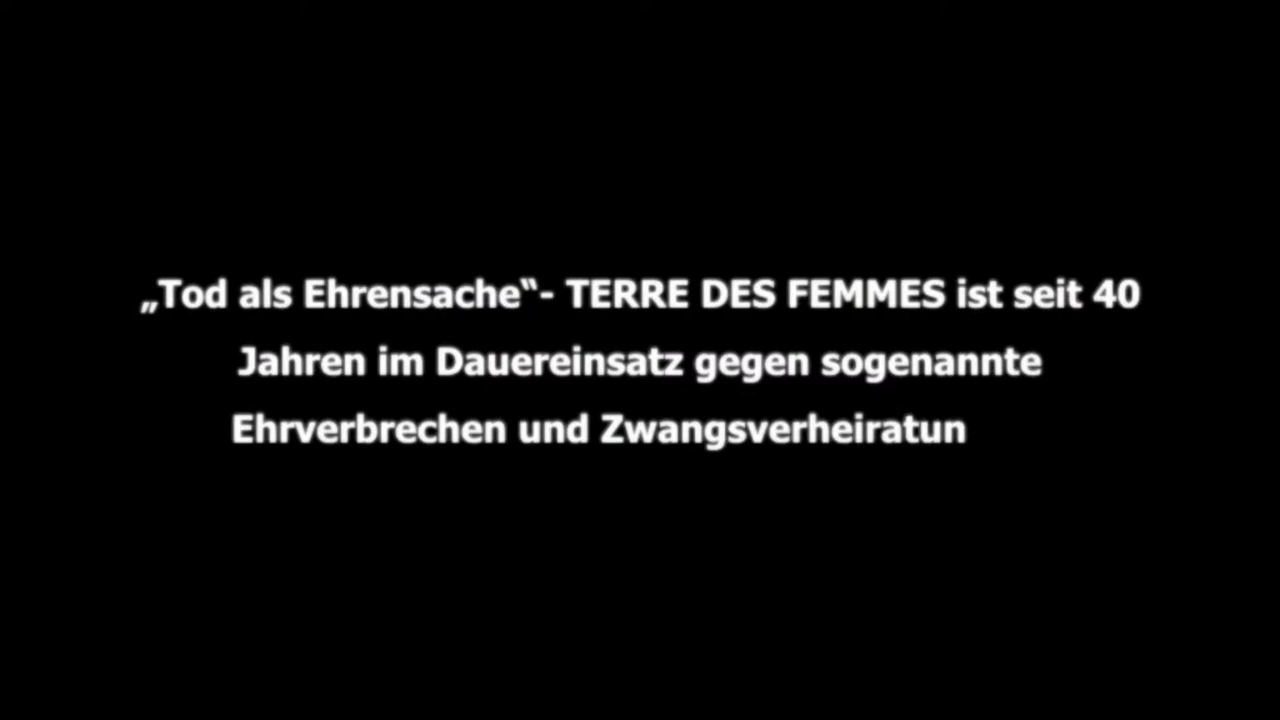 „Tod als Ehrensache“- TERRE DES FEMMES ist seit 40
Jahren im Dauereinsatz gegen sogenannte
Ehrverbrechen und Zwangsverheiratun